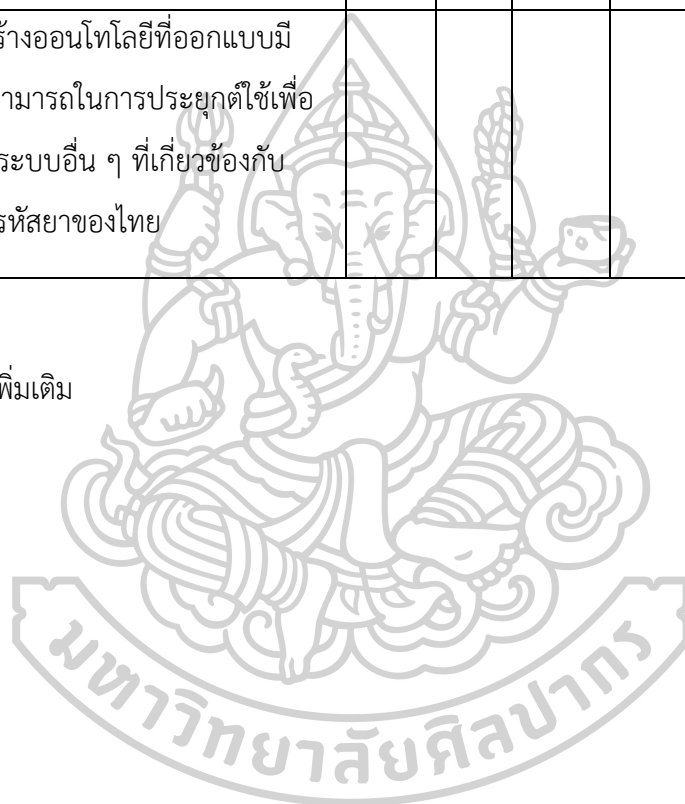 ร้างออนโทโลยีที่ออกแบบมี
ามารถในการประยุกต์ใช้เพื่อ
ระบบอื่น ๆ ที่เกี่ยวข้องกับ
รหัสยาของไทย
พิ่มเติม
มหาวิทยาลัยศิลปากร